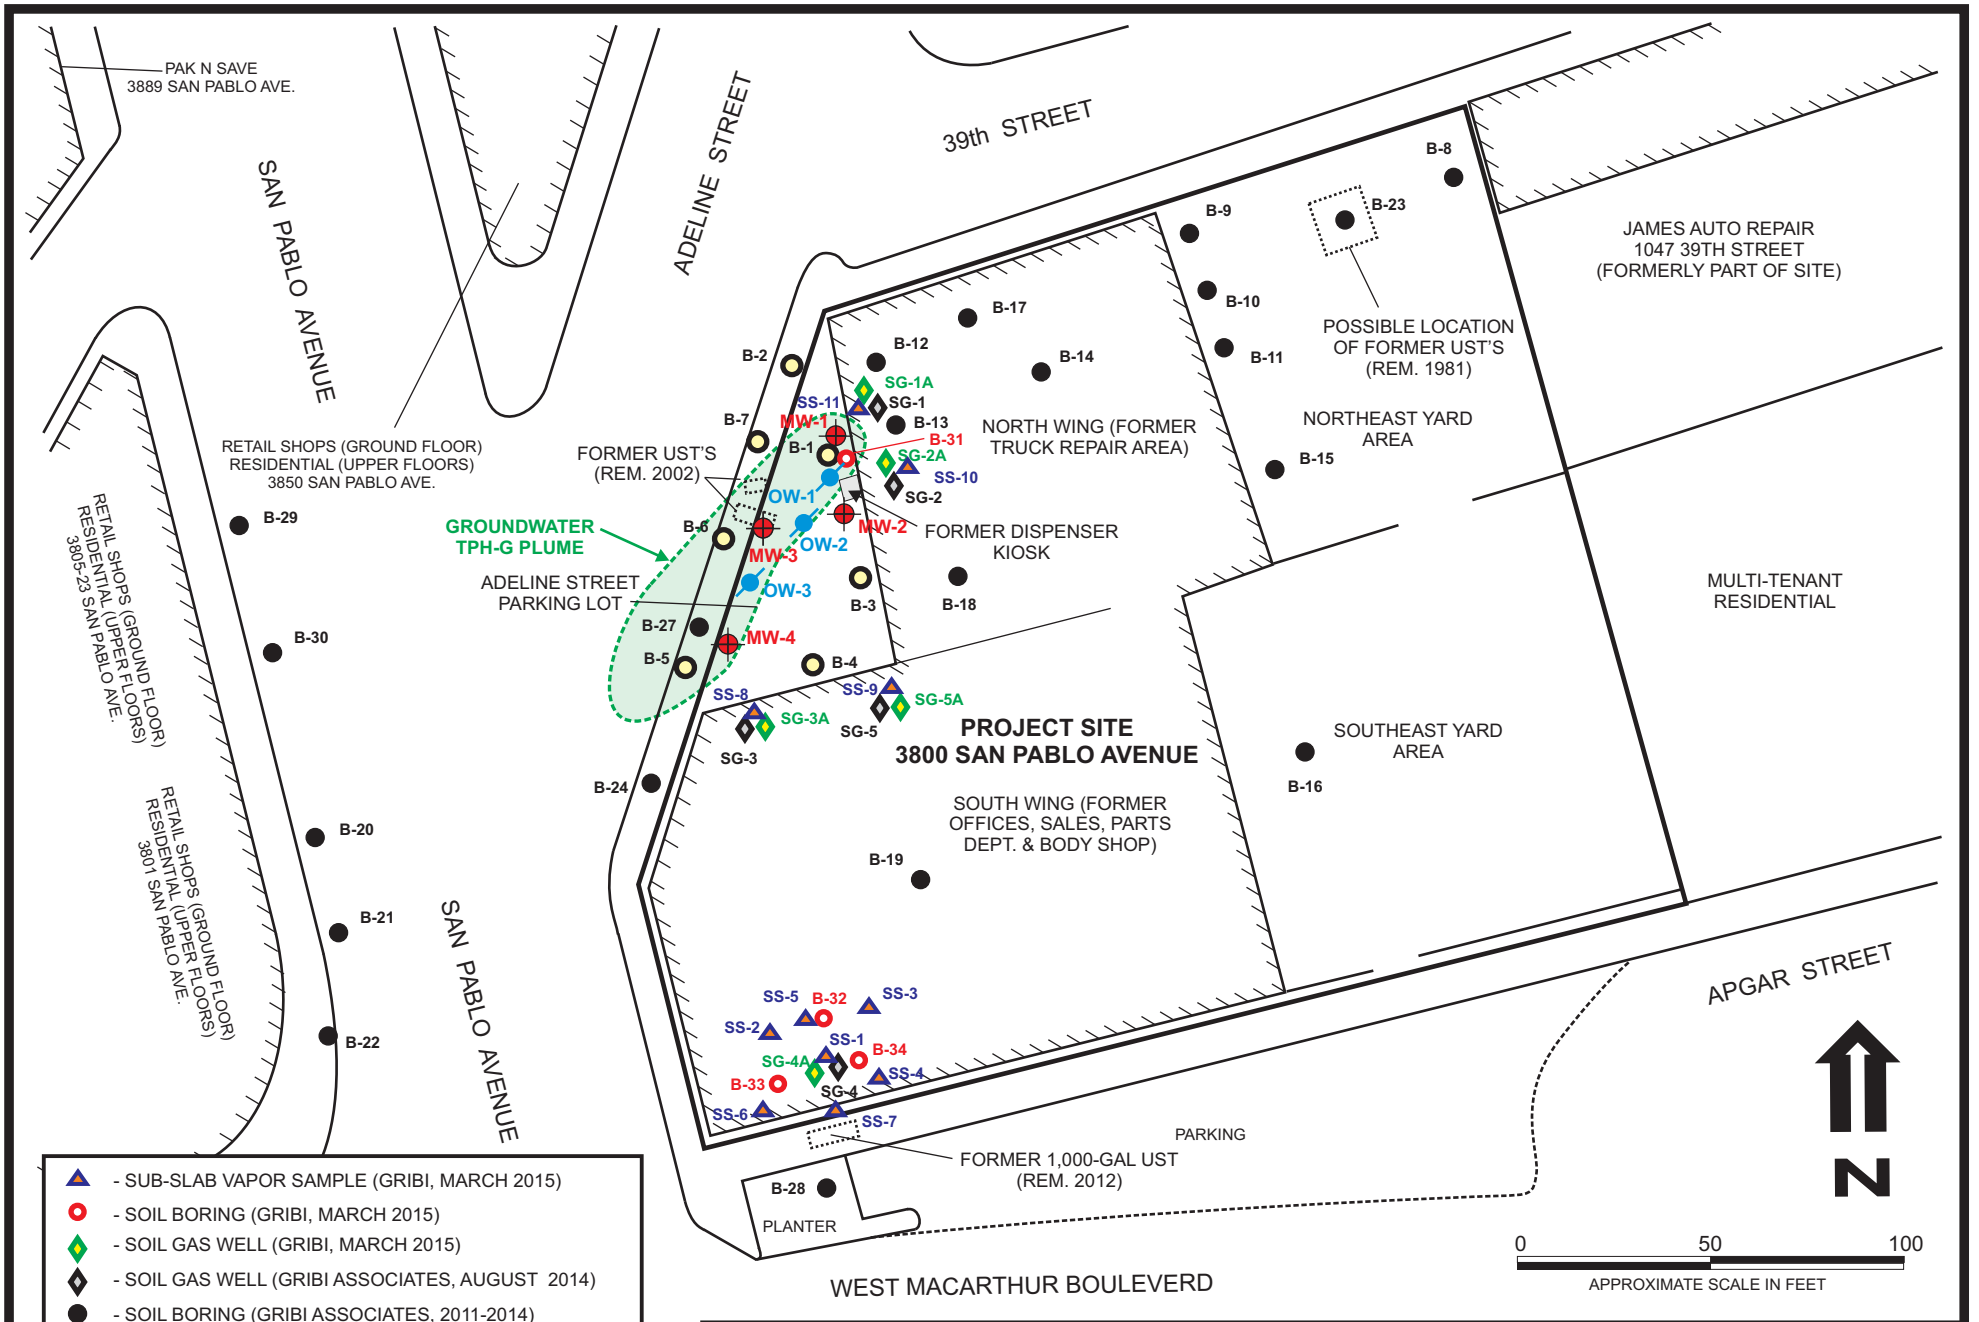 PAK N SAVE
3889 SAN PABLO AVE.
SAN PABLO AVENUE
ADELINE STREET
39th STREET
B-8
B-23
B-9
JAMES AUTO REPAIR
1047 39TH STREET
(FORMERLY PART OF SITE)
B-10
B-17
POSSIBLE LOCATION
OF FORMER UST'S
(REM. 1981)
B-11
B-12
B-14
B-2
SG-1A
SG-1
SS-11
MW-1
B-13
B-7
B-31
B-1
NORTH WING (FORMER
TRUCK REPAIR AREA)
NORTHEAST YARD
AREA
RETAIL SHOPS (GROUND FLOOR)
RESIDENTIAL (UPPER FLOORS)
3850 SAN PABLO AVE.
FORMER UST'S
(REM. 2002)
SG-2A
SS-10
SG-2
B-15
OW-1
B-29
GROUNDWATER
TPH-G PLUME
B-6
MW-2
FORMER DISPENSER
KIOSK
OW-2
MW-3
ADELINE STREET
PARKING LOT
OW-3
B-3
B-18
MULTI-TENANT
RESIDENTIAL
RETAIL SHOPS (GROUND FLOOR)
RESIDENTIAL (UPPER FLOORS)
3805-23 SAN PABLO AVE.
B-30
B-27
MW-4
B-5
B-4
SS-8
SS-9
SG-5A
SG-3A
SG-5
SG-3
PROJECT SITE
3800 SAN PABLO AVENUE
SOUTHEAST YARD
AREA
B-24
B-16
SOUTH WING (FORMER
OFFICES, SALES, PARTS
DEPT. & BODY SHOP)
RETAIL SHOPS (GROUND FLOOR)
RESIDENTIAL (UPPER FLOORS)
3801 SAN PABLO AVE.
B-20
B-19
B-21
SAN PABLO AVENUE
B-22
SS-5
B-32
SS-3
SS-2
SS-1
B-34
SG-4A
SS-4
B-33
SG-4
SS-6
SS-7
APGAR STREET
PARKING
FORMER 1,000-GAL UST
(REM. 2012)
B-28
PLANTER
N
WEST MACARTHUR BOULEVERD
0 50 100
APPROXIMATE SCALE IN FEET
- SUB-SLAB VAPOR SAMPLE (GRIBI, MARCH 2015)
- SOIL BORING (GRIBI, MARCH 2015)
- SOIL GAS WELL (GRIBI, MARCH 2015)
- SOIL GAS WELL (GRIBI ASSOCIATES, AUGUST 2014)
- SOIL BORING (GRIBI ASSOCIATES, 2011-2014)